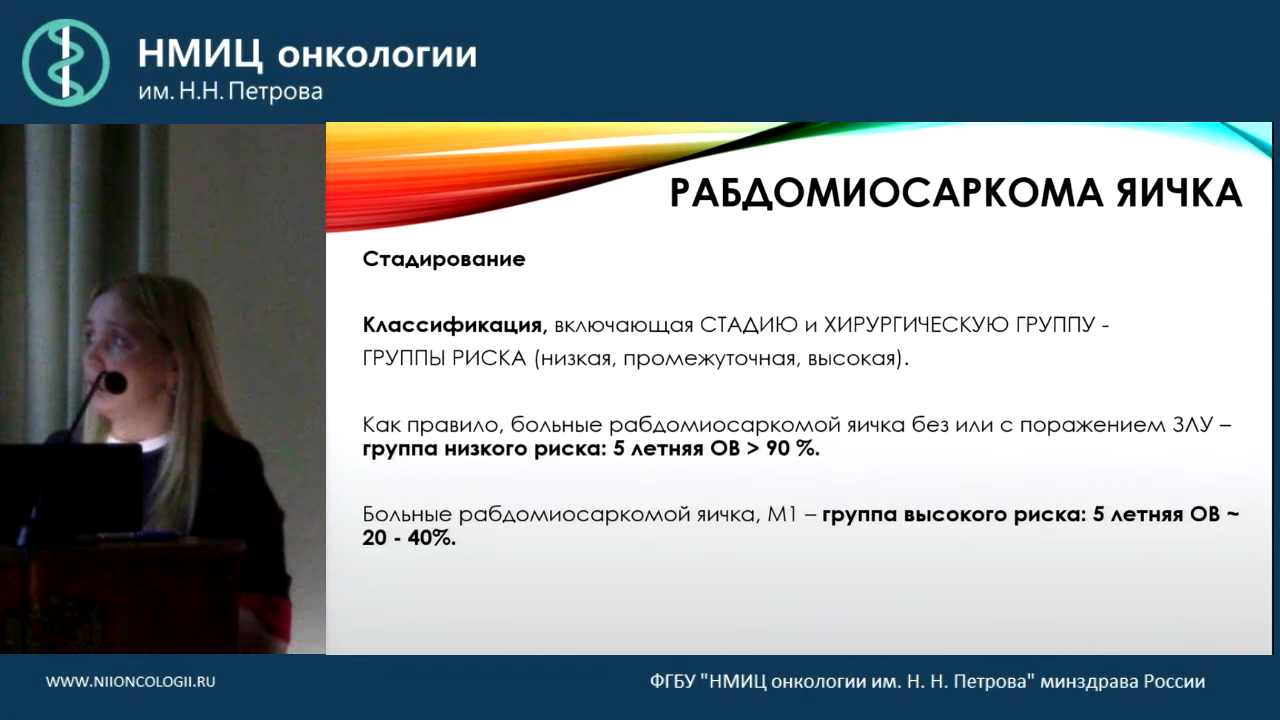 НМИЦ онкологии
им. Н.Н. Петрова
РАБДОМИОСАРКОМА ЯИЧКА
Стадирование
Классификация, включающая СТАДИЮ и ХИРУРГИЧЕСКУЮ ГРУППУ -
ГРУППЫ РИСКА (низкая, промежуточная, высокая).
Как правило, больные рабдомиосаркомой яичка без или с поражением ЗЛУ –
группа низкого риска: 5 летняя ОВ > 90 %.
Больные рабдомиосаркомой яичка, М1 – группа высокого риска: 5 летняя ОВ ~
20 - 40%.
WWW.NIIONCOLOGII.RU
ФГБУ "НМИЦ онкологии им. Н. Н. Петрова" минздрава России